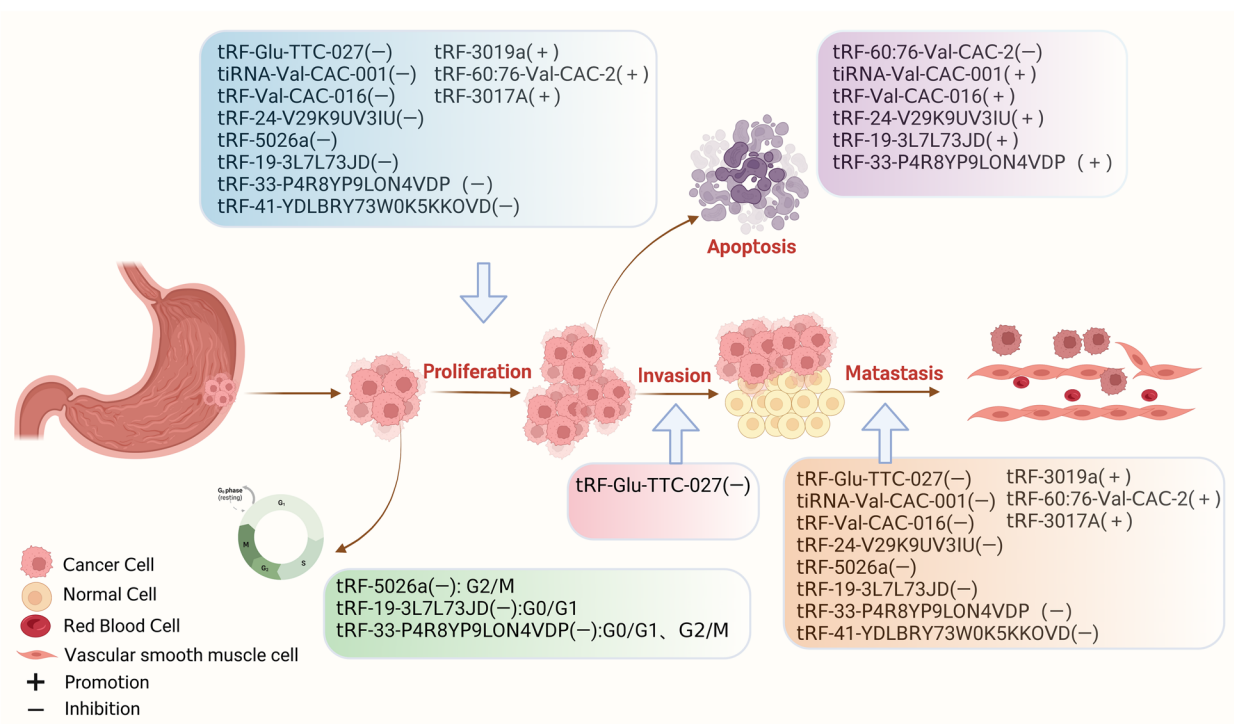 tRF-Glu-TTC-027(—)
tiRNA-Val-CAC-001(—)
tRF-Val-CAC-016(—)
tRF-24-V29K9UV3IU(—)
tRF-5026a(—)
tRF-19-3L7L73JD(—)
tRF-33-P4R8YP9LON4VDP (—)
tRF-41-YDLBRY73W0K5KKOVD(—)
tRF-3019a(+)
tRF-60:76-Val-CAC-2(+)
tRF-3017A(+)
tRF-60:76-Val-CAC-2(—)
tiRNA-Val-CAC-001(+)
tRF-Val-CAC-016(+)
tRF-24-V29K9UV3IU(+)
tRF-19-3L7L73JD(+)
tRF-33-P4R8YP9LON4VDP (+)
Apoptosis
Proliferation
Invasion
Matastasis
tRF-Glu-TTC-027(—)
tRF-Glu-TTC-027(—)
tiRNA-Val-CAC-001(—)
tRF-Val-CAC-016(—)
tRF-24-V29K9UV3IU(—)
tRF-5026a(—)
tRF-19-3L7L73JD(—)
tRF-33-P4R8YP9LON4VDP (—)
tRF-41-YDLBRY73W0K5KKOVD(—)
tRF-3019a(+)
tRF-60:76-Val-CAC-2(+)
tRF-3017A(+)
G₀ phase
(resting)
G₁
M
G₂
S
tRF-5026a(—): G2/M
tRF-19-3L7L73JD(—):G0/G1
tRF-33-P4R8YP9LON4VDP(—):G0/G1、G2/M
Cancer Cell
Normal Cell
Red Blood Cell
Vascular smooth muscle cell
+ Promotion
— Inhibition